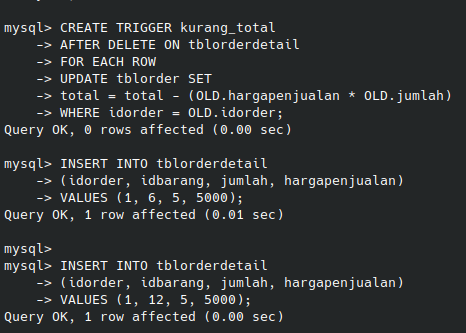 mysql> CREATE TRIGGER kurang_total
    -> AFTER DELETE ON tblorderdetail
    -> FOR EACH ROW
    -> UPDATE tblorder SET
    -> total = total - (OLD.hargapenjualan * OLD.jumlah)
    -> WHERE idorder = OLD.idorder;
Query OK, 0 rows affected (0.00 sec)

mysql> INSERT INTO tblorderdetail
    -> (idorder, idbarang, jumlah, hargapenjualan)
    -> VALUES (1, 6, 5, 5000);
Query OK, 1 row affected (0.01 sec)

mysql>
mysql> INSERT INTO tblorderdetail
    -> (idorder, idbarang, jumlah, hargapenjualan)
    -> VALUES (1, 12, 5, 5000);
Query OK, 1 row affected (0.00 sec)